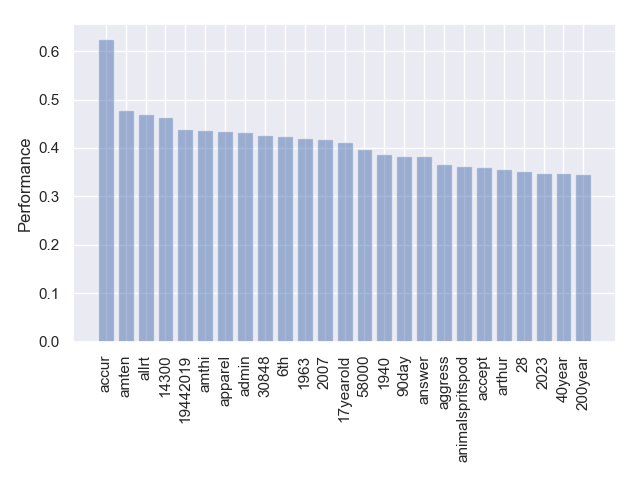 0.6
0.5
0.4
0.3
0.2
0.1
0.0
Performance
accur
amten
allrt
14300
19442019
amthi
apparel
admin
30848
6th
1963
2007
17yearold
58000
1940
90day
answer
aggress
animalspritspod
accept
arthur
28
2023
40year
200year